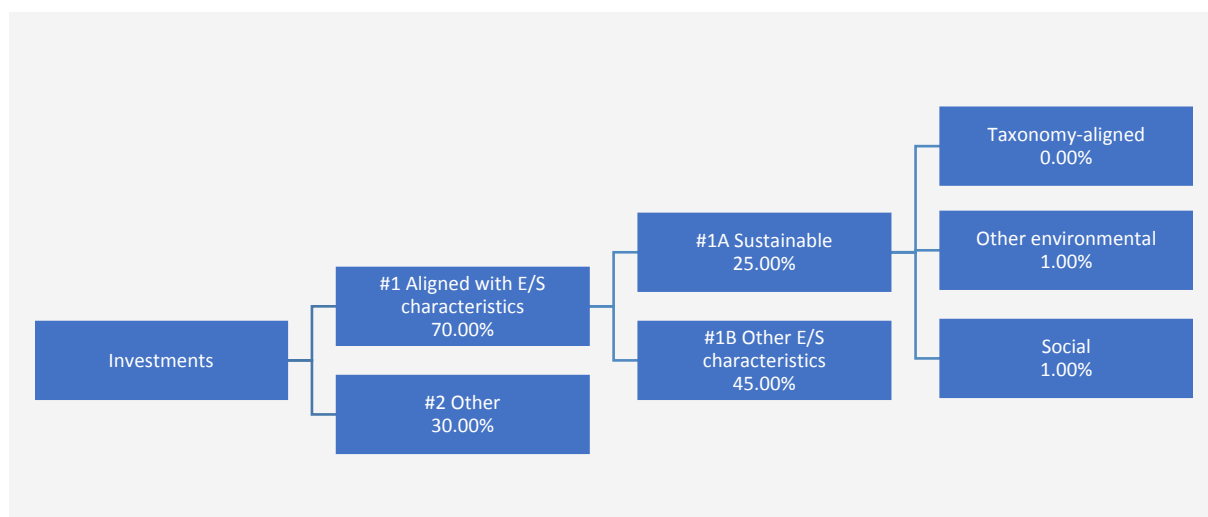 Investments
#1 Aligned with E/S
characteristics
70.00%
#2 Other
30.00%
#1A Sustainable
25.00%
#1B Other E/S
characteristics
45.00%
Taxonomy-aligned
0.00%
Other environmental
1.00%
Social
1.00%